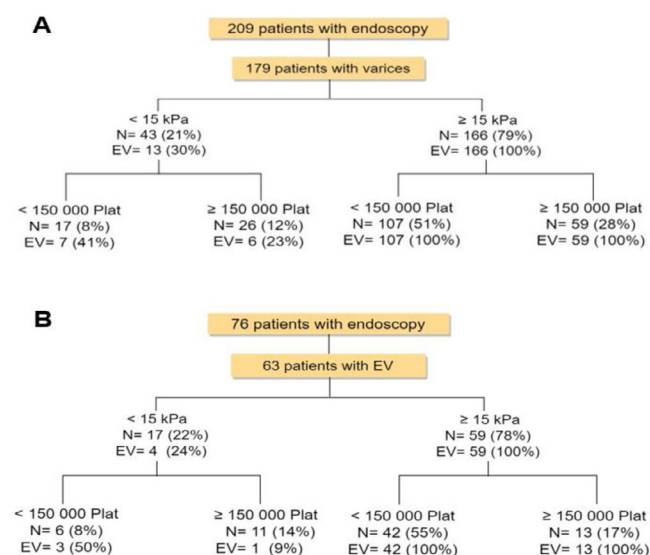 A
209 patients with endoscopy
179 patients with varices
< 15 kPa
N= 43 (21%)
EV= 13 (30%)
≥ 15 kPa
N= 166 (79%)
EV= 166 (100%)
< 150 000 Plat
N= 17 (8%)
EV= 7 (41%)
≥ 150 000 Plat
N= 26 (12%)
EV= 6 (23%)
< 150 000 Plat
N= 107 (51%)
EV= 107 (100%)
≥ 150 000 Plat
N= 59 (28%)
EV= 59 (100%)
B
76 patients with endoscopy
63 patients with EV
< 15 kPa
N= 17 (22%)
EV= 4 (24%)
≥ 15 kPa
N= 59 (78%)
EV= 59 (100%)
< 150 000 Plat
N= 6 (8%)
EV= 3 (50%)
≥ 150 000 Plat
N= 11 (14%)
EV= 1 (9%)
< 150 000 Plat
N= 42 (55%)
EV= 42 (100%)
≥ 150 000 Plat
N= 13 (17%)
EV= 13 (100%)